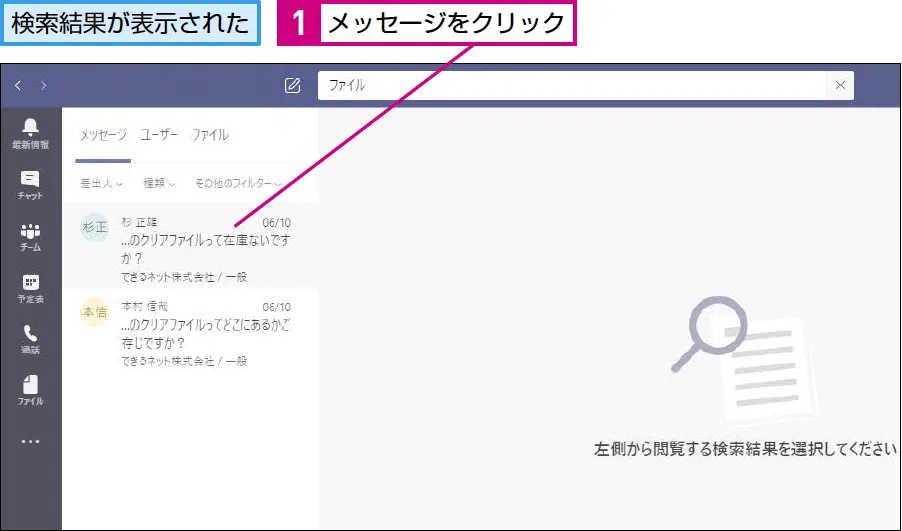 検索結果が表示された
1 メッセージをクリック
ファイル
最新情報
チャット
チーム
予定表
通話
ファイル
メッセージ ユーザー ファイル
差出人 種類 その他のフィルター
杉正 杉 正雄 06/10
...のクリアファイルって在庫ないです
か？
できるネット株式会社 / 一般
本信 本村 信哉 06/10
...のクリアファイルってどこにあるかご
存じですか？
できるネット株式会社 / 一般
左側から閲覧する検索結果を選択してください